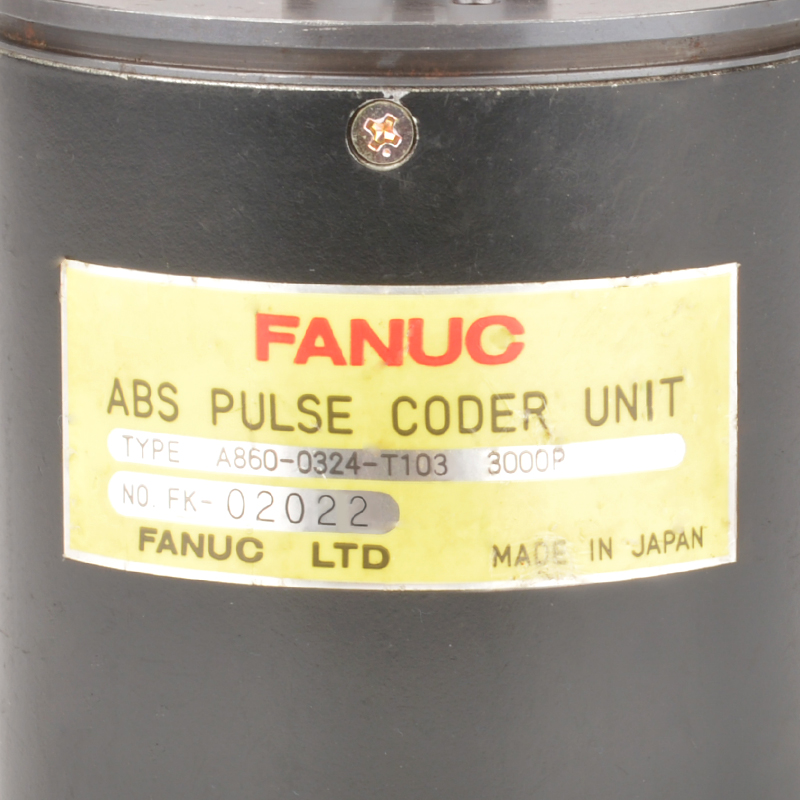 FANUC
ABS PULSE CODER UNIT
TYPE A860-0324-T103 3000P
NO. FK-02022
FANUC LTD MADE IN JAPAN